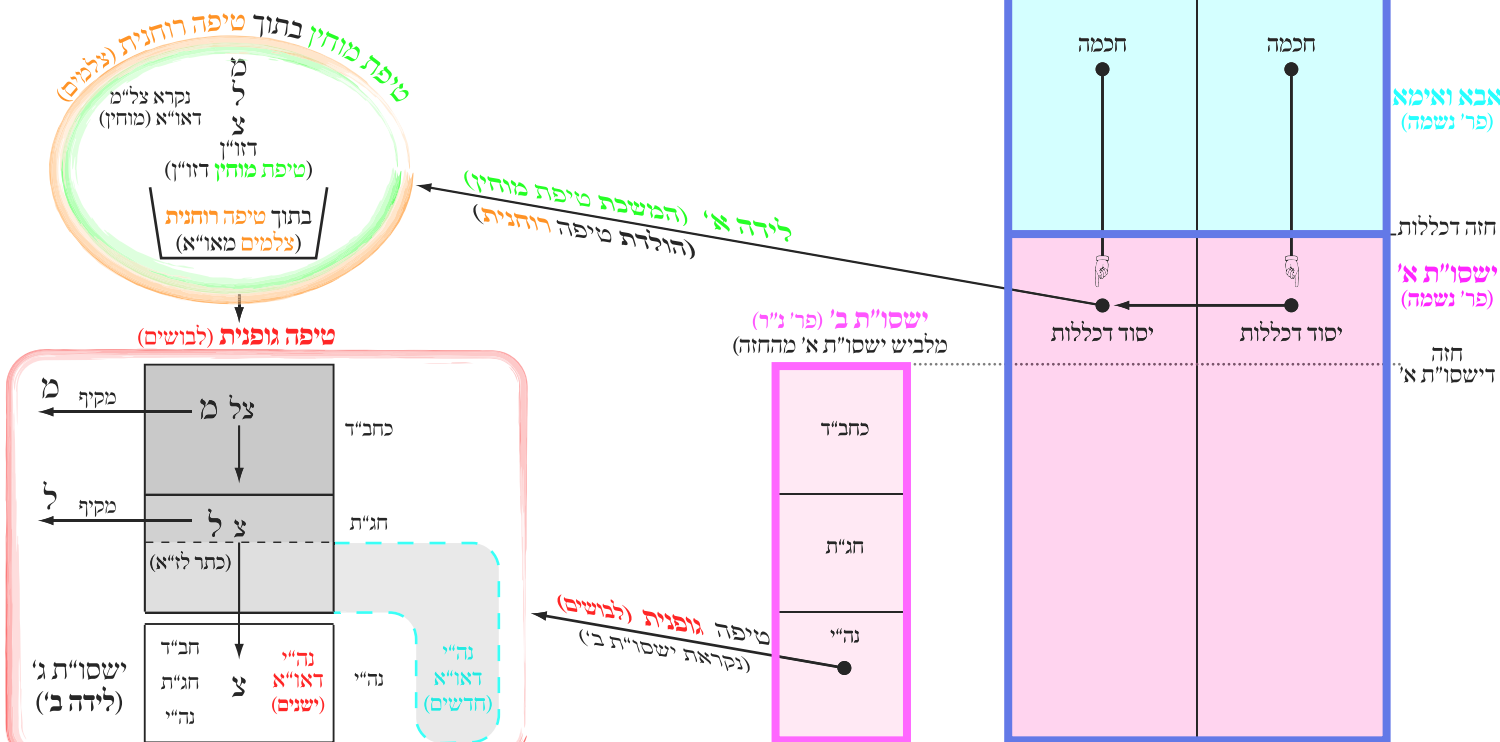 חכמה
חכמה
אבא ואימא
(פר' נשמה)
חזה דכללות
ישסו"ת א'
(פר' נשמה)
יסוד דכללות
יסוד דכללות
חזה
דישסו"ת א'
לידה א' (המשכת טיפת מוחין)
(הולדת טיפה רוחנית)
ישסו"ת ב' (פר' נ"ר)
מלביש ישסו"ת א' מהחזה)
כחב"ד
חג"ת
נה"י
טיפה גופנית (לבושים)
(נקראת ישסו"ת ב')
טיפת מוחין בתוך טיפה רוחנית (צלמים)
מ
ל
צ
נקרא צל"מ
דאו"א (מוחין)
דזו"ן
(טיפת מוחין דזו"ן)
בתוך טיפה רוחנית
(צלמים מאו"א)
טיפה גופנית (לבושים)
צל מ
מקיף
מ
כחב"ד
צ ל
מקיף
ל
חג"ת
(כתר לז"א)
נה"י
דאו"א
(חדשים)
נה"י
נה"י
דאו"א
(ישנים)
צ
חב"ד
חג"ת
נה"י
ישסו"ת ג'
(לידה ב')